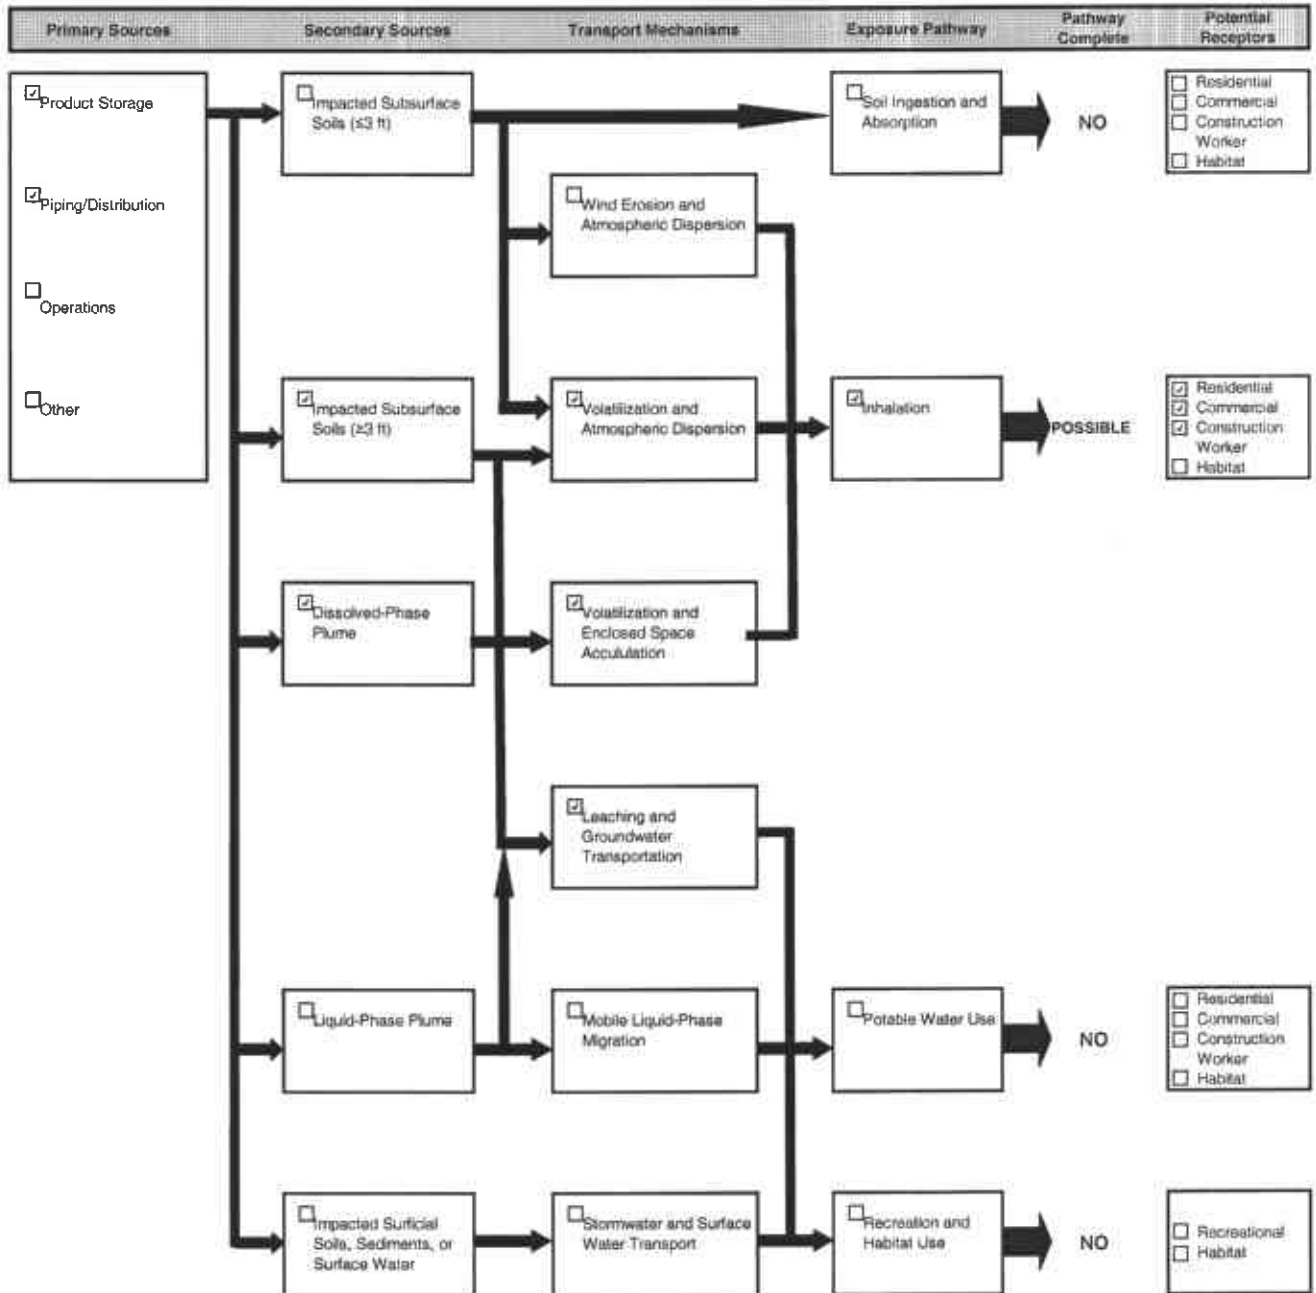 Primary Sources
Secondary Sources
Transport Mechanisms
Exposure Pathway
Pathway
Complete
Potential
Receptors
Product Storage
Piping/Distribution
Operations
Other
Impacted Subsurface
Soils (≤3 ft)
Soil Ingestion and
Absorption
NO
Residential
Commercial
Construction
Worker
Habitat
Wind Erosion and
Atmospheric Dispersion
Impacted Subsurface
Soils (≥3 ft)
Volatilization and
Atmospheric Dispersion
Inhalation
POSSIBLE
Residential
Commercial
Construction
Worker
Habitat
Dissolved-Phase
Plume
Volatilization and
Enclosed Space
Accululation
Leaching and
Groundwater
Transportation
Liquid-Phase Plume
Mobile Liquid-Phase
Migration
Potable Water Use
NO
Residential
Commercial
Construction
Worker
Habitat
Impacted Surficial
Soils, Sediments, or
Surface Water
Stormwater and Surface
Water Transport
Recreation and
Habitat Use
NO
Recreational
Habitat